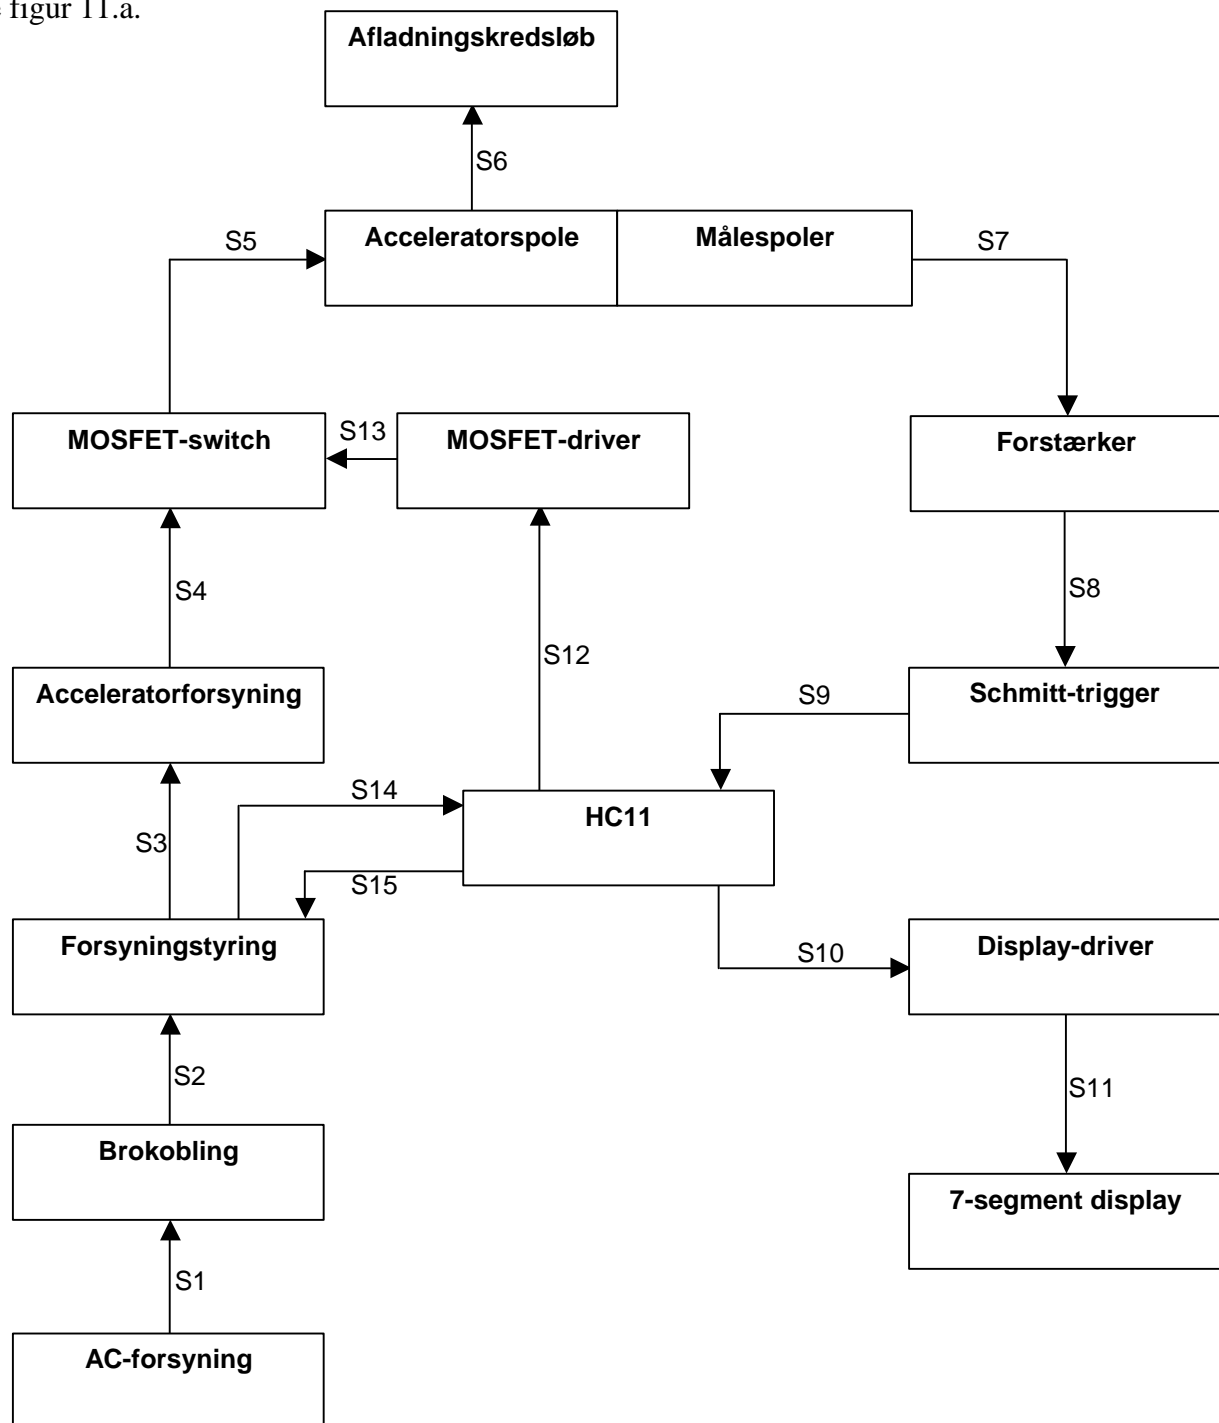 figur 11.a.
Afladningskredsløb
S6
Acceleratorspole
Målespoler
S5
S7
MOSFET-switch
S13
MOSFET-driver
Forstærker
S4
S12
S8
Acceleratorforsyning
Schmitt-trigger
S9
S3
S14
HC11
S15
Forsyningstyring
S10
Display-driver
S2
S11
Brokobling
7-segment display
S1
AC-forsyning